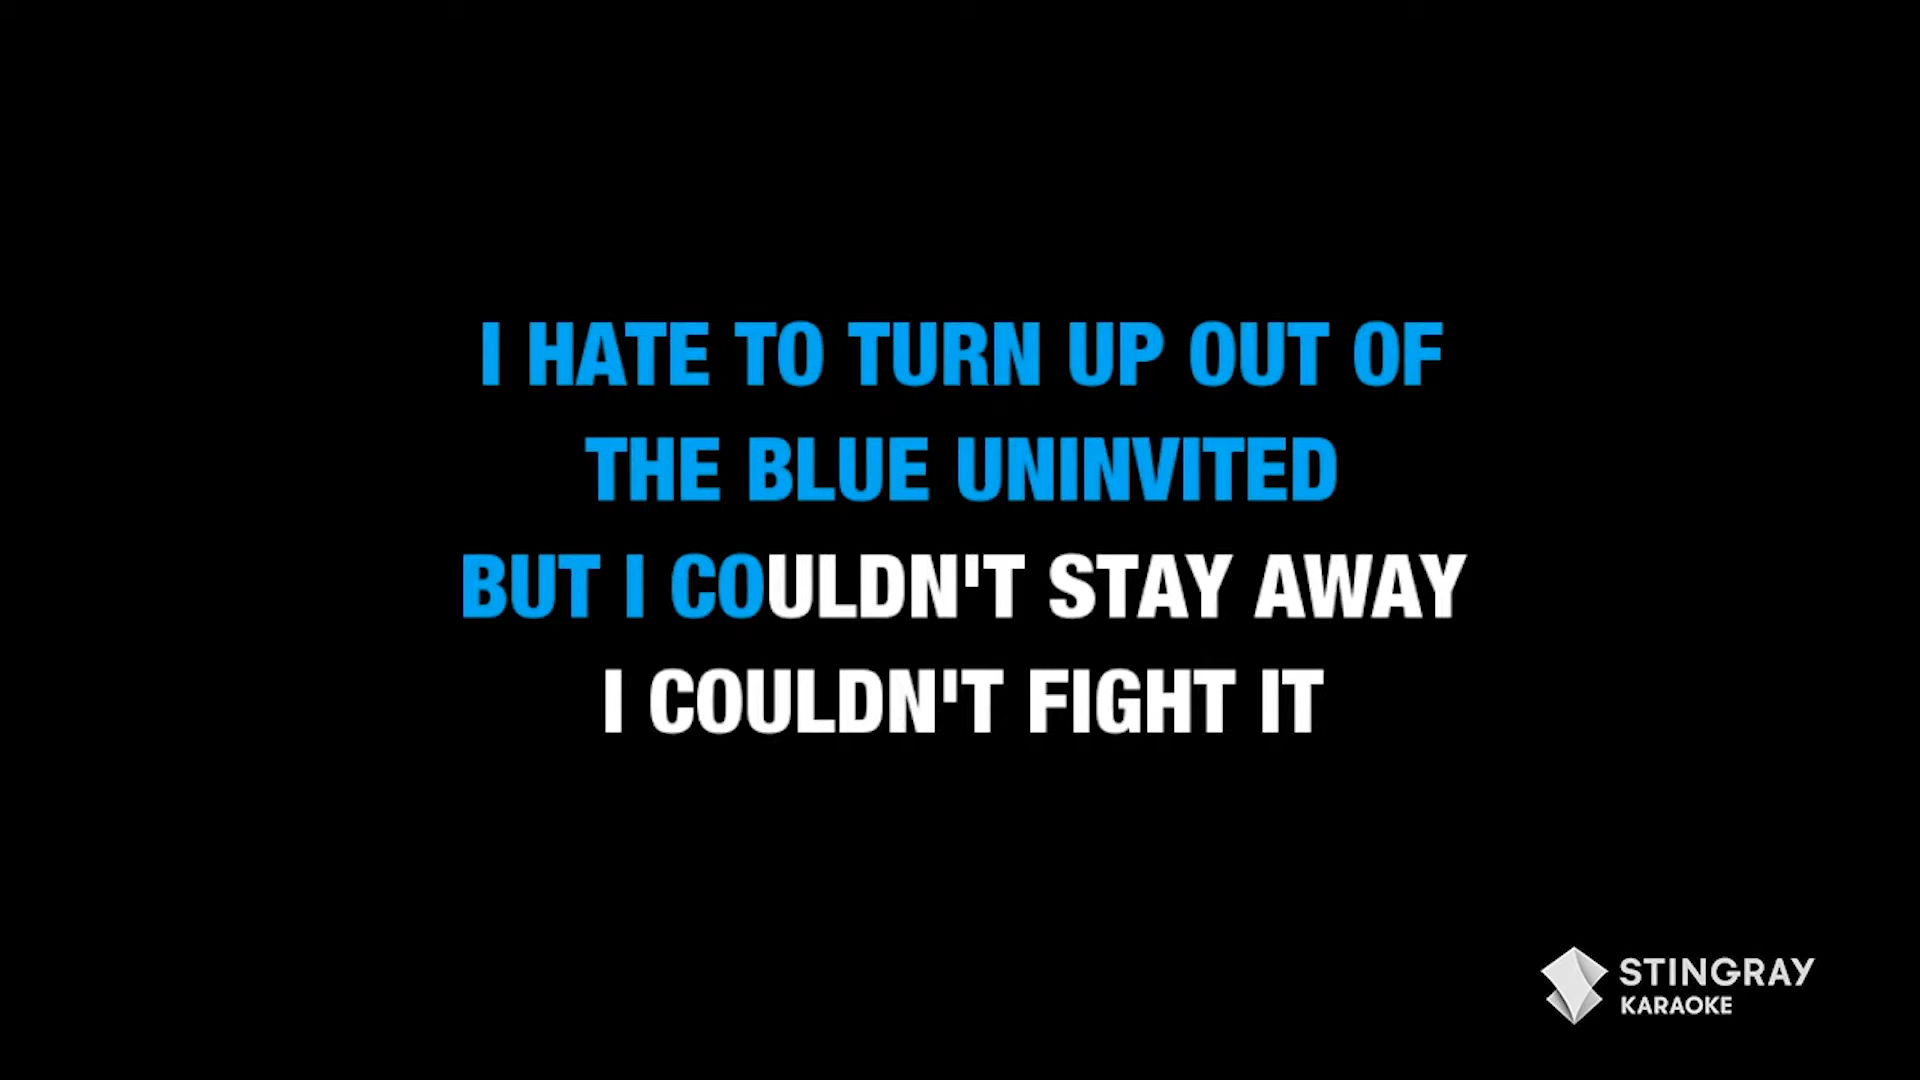 I HATE TO TURN UP OUT OF
THE BLUE UNINVITED
BUT I COULDN'T STAY AWAY
I COULDN'T FIGHT IT
STINGRAY
KARAOKE